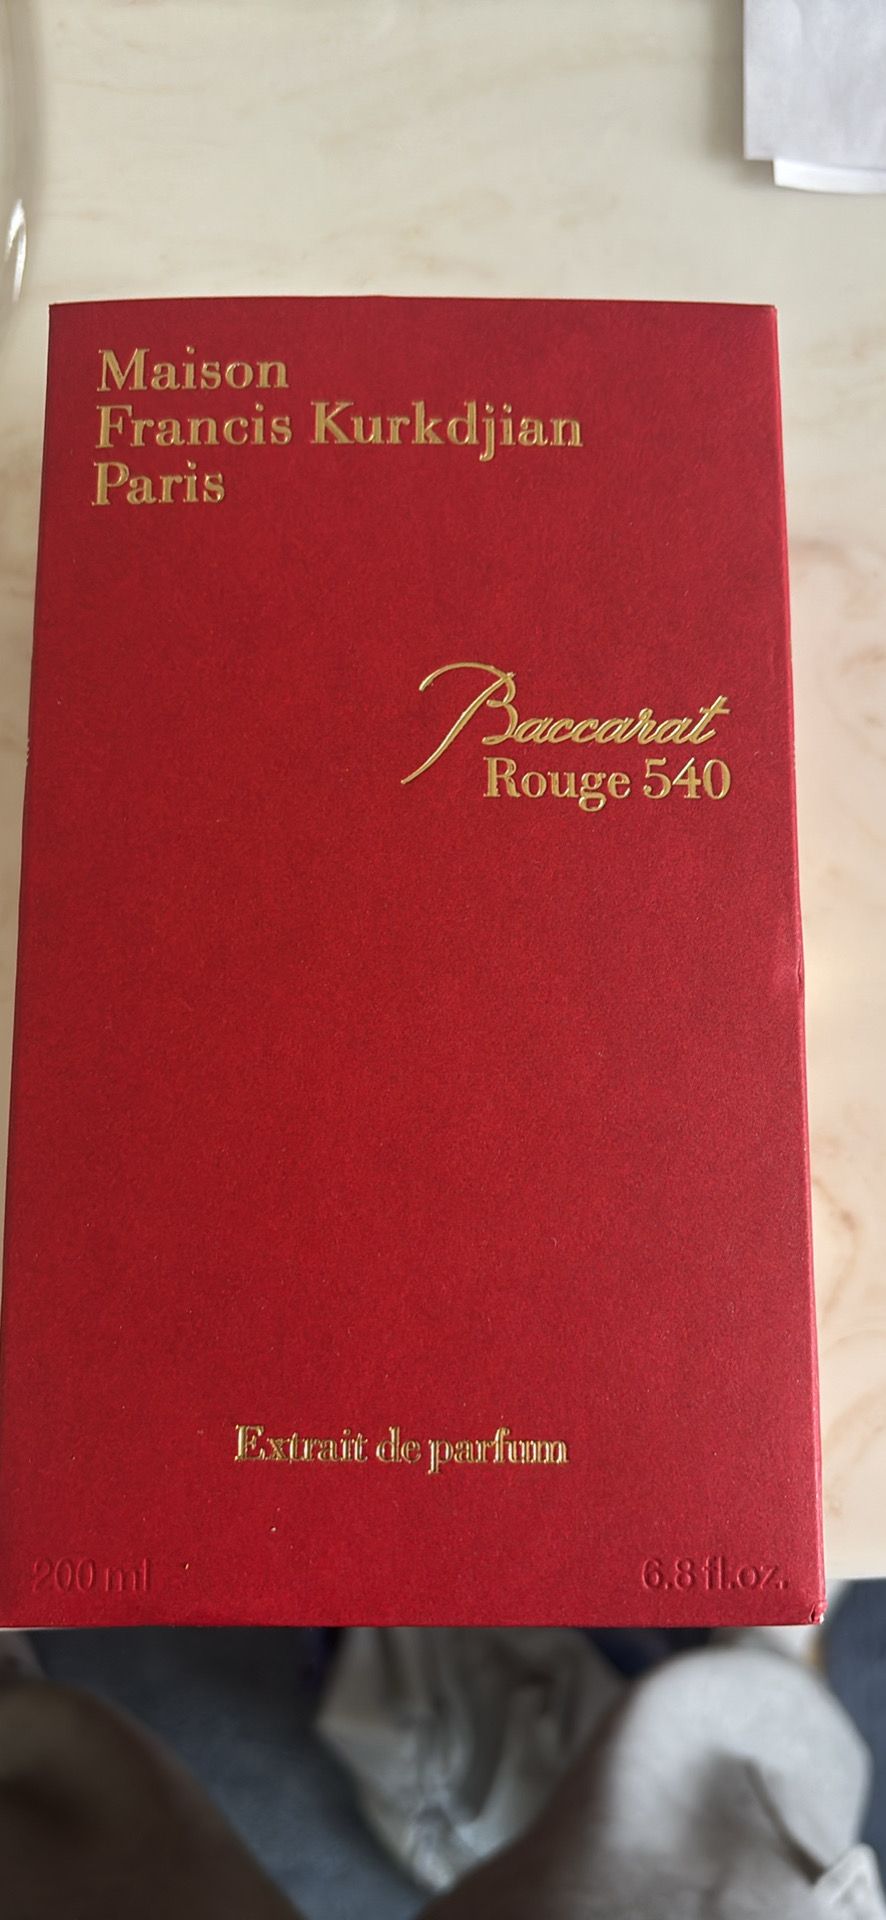 Maison
Francis Kurkdjian
Paris
Baccarat
Rouge 540
Extrait de parfum
200 ml 6.8 fl.oz.